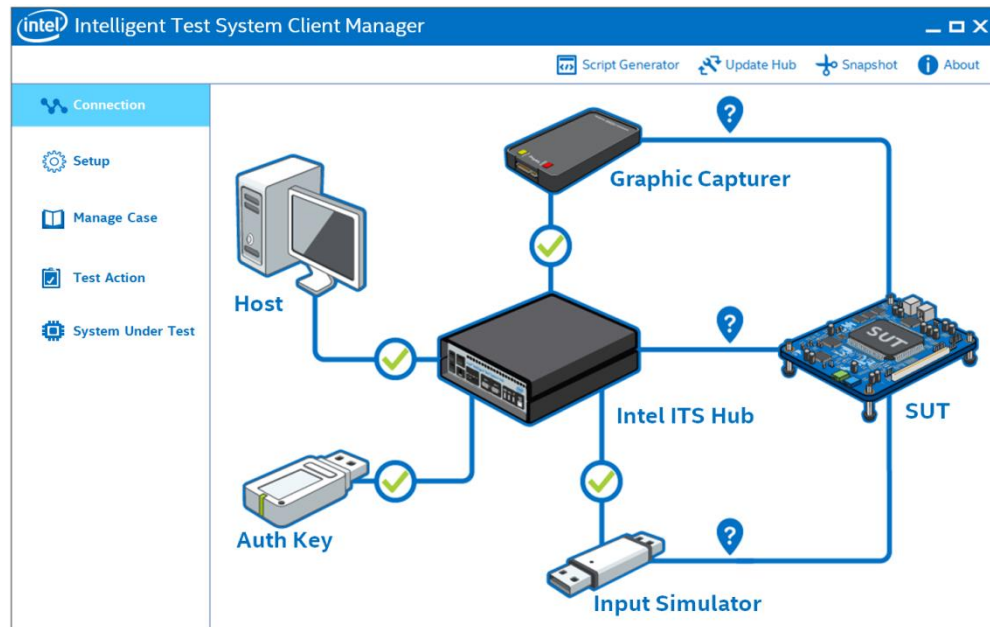 intel Intelligent Test System Client Manager
Script Generator Update Hub Snapshot About
Connection
Setup
Manage Case
Test Action
System Under Test
Graphic Capturer
Host
SUT
Intel ITS Hub
SUT
Auth Key
Input Simulator